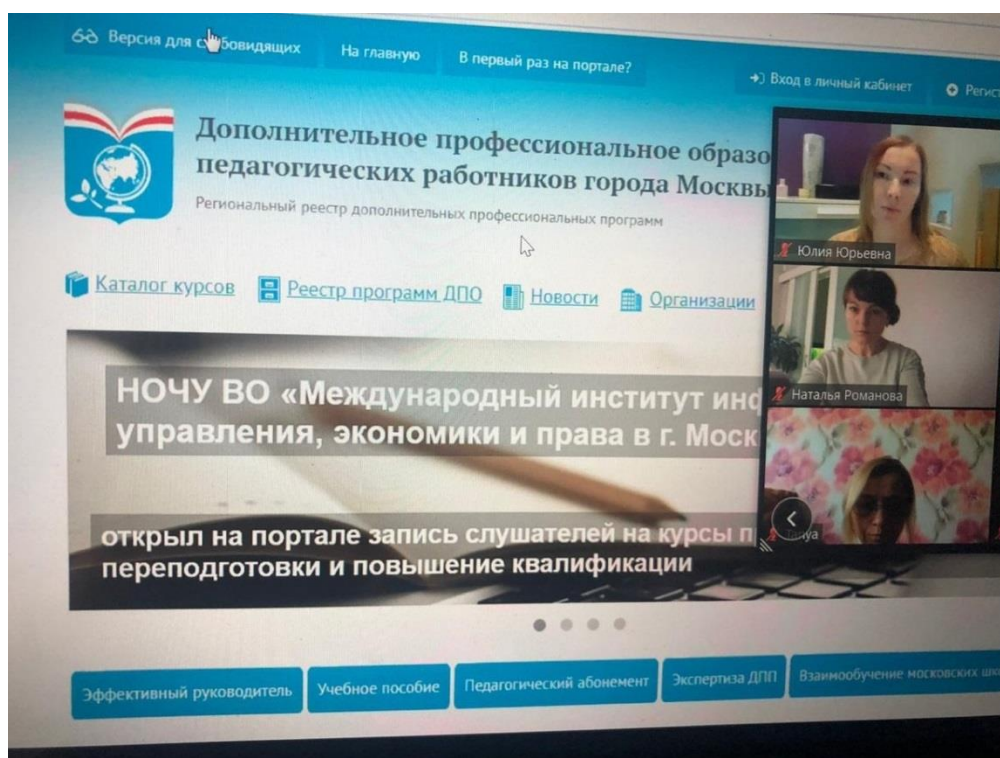 Версия для слабовидящих
На главную
В первый раз на портале?
Вход в личный кабинет
Регист
Дополнительное профессиональное образо
педагогических работников города Москвы
Региональный реестр дополнительных профессиональных программ
Каталог курсов
Реестр программ ДПО
Новости
Организации
НОЧУ ВО «Международный институт инф
управления, экономики и права в г. Моск
открыл на портале запись слушателей на курсы п
переподготовки и повышение квалификации
Юлия Юрьевна
Наталья Романова
Эффективный руководитель
Учебное пособие
Педагогический абонемент
Экспертиза ДПП
Взаимообучение московских шк